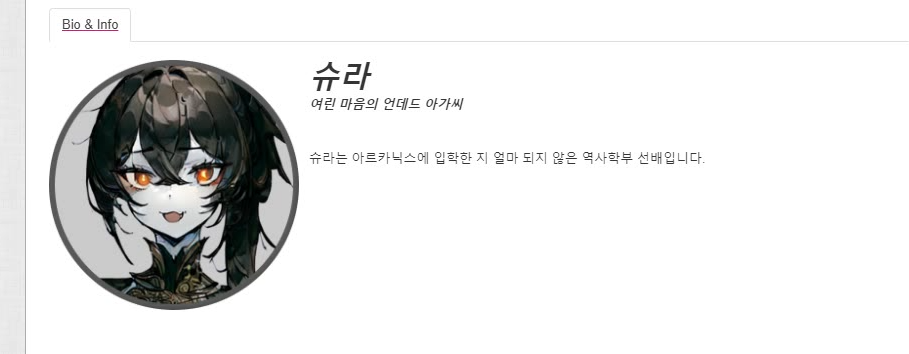 Bio & Info
슈라
여린 마음의 언데드 아가씨
슈라는 아르카닉스에 입학한 지 얼마 되지 않은 역사학부 선배입니다.